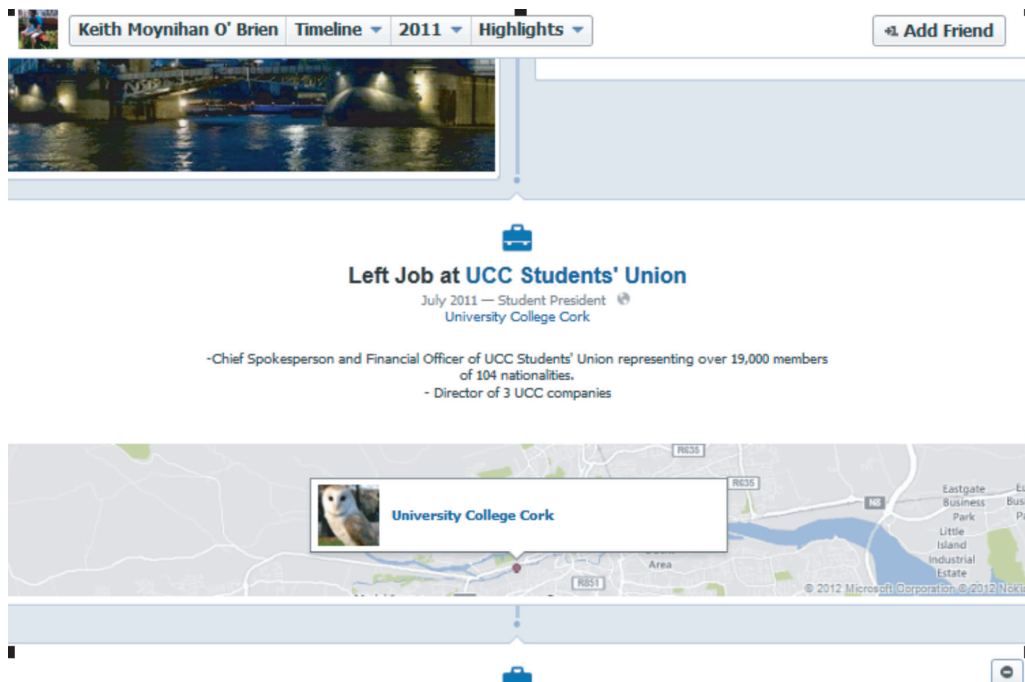 Keith Moynihan O' Brien Timeline 2011 Highlights +1 Add Friend
Left Job at UCC Students' Union
July 2011 — Student President
University College Cork
-Chief Spokesperson and Financial Officer of UCC Students' Union representing over 19,000 members
of 104 nationalities.
- Director of 3 UCC companies
R635
R635
N8
Eastgate
Business
Park
Little
Island
Industrial
Estate
University College Cork
Area
R851
© 2012 Microsoft Corporation © 2012 Nokia